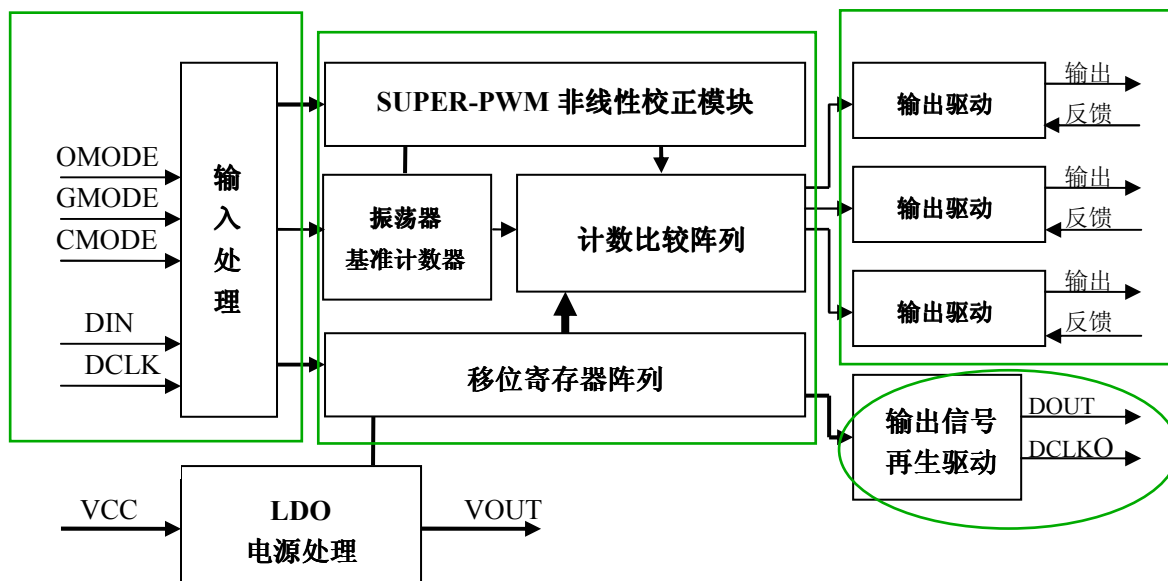 OMODE
GMODE
CMODE
DIN
DCLK
输
入
处
理
SUPER-PWM 非线性校正模块
振荡器
基准计数器
计数比较阵列
移位寄存器阵列
输出驱动
输出
反馈
输出驱动
输出
反馈
输出驱动
输出
反馈
输出信号
再生驱动
DOUT
DCLKO
VCC
LDO
电源处理
VOUT